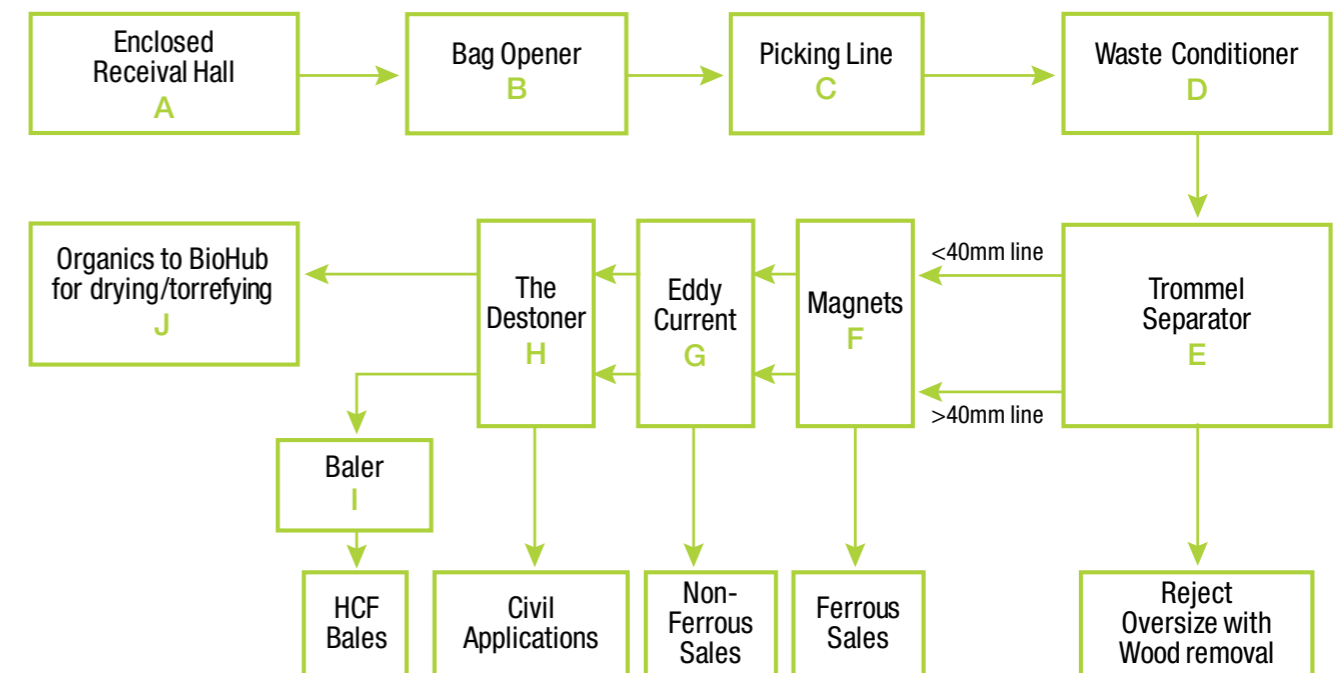 Enclosed
Receival Hall
A
Bag Opener
B
Picking Line
C
Waste Conditioner
D
Organics to BioHub
for drying/torrefying
J
The
Destoner
H
Eddy
Current
G
Magnets
F
<40mm line
>40mm line
Trommel
Separator
E
Baler
I
HCF
Bales
Civil
Applications
Non-
Ferrous
Sales
Ferrous
Sales
Reject
Oversize with
Wood removal